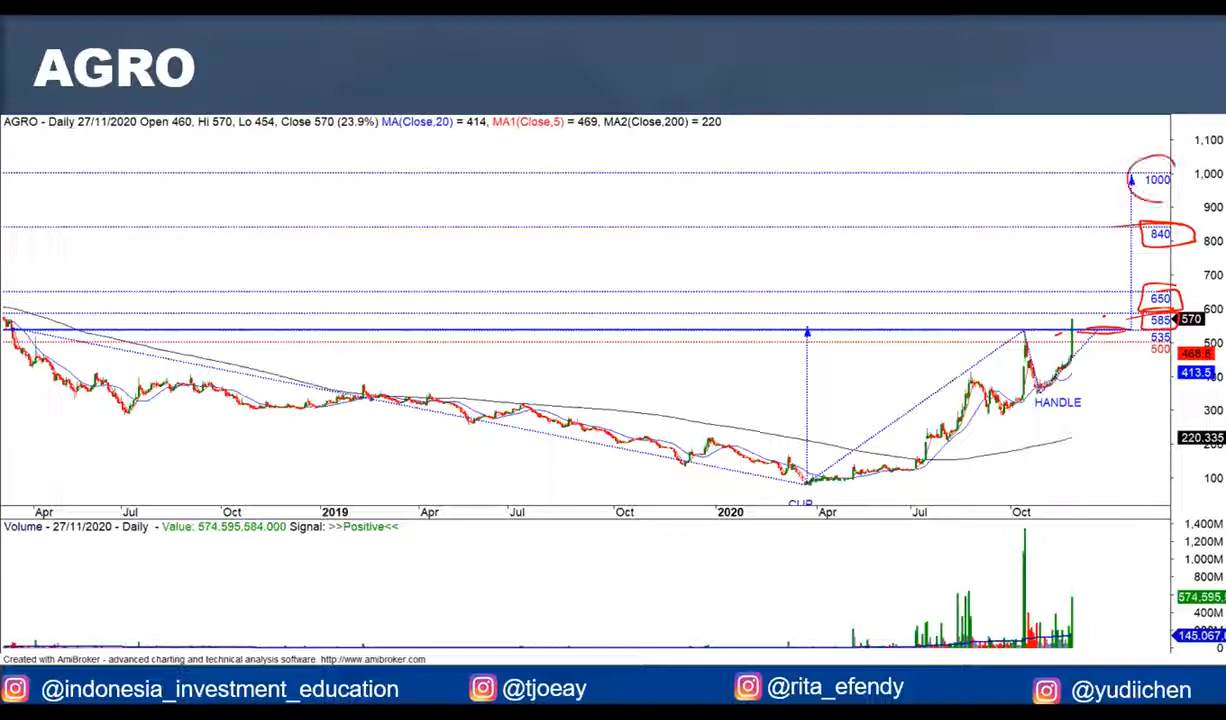 AGRO
AGRO - Daily 27/11/2020 Open 460, Hi 570, Lo 454, Close 570 (23.9%) MA(Close,20) = 414, MA1(Close,5) = 469, MA2(Close,200) = 220
1,100
1000
1,000
900
840
800
700
650
600
585
570
535
500
500
468.8
413.5
400
HANDLE
300
220.335
200
100
CUP
Apr Jul Oct 2019 Apr Jul Oct 2020 Apr Jul Oct
Volume - 27/11/2020 - Daily - Value: 574,595,584.000 Signal: >>Positive<<
1,400M
1,200M
1,000M
800M
574,595,
400M
145.067,
0
Created with AmiBroker - advanced charting and technical analysis software. http://www.amibroker.com
@indonesia_investment_education @tjoeay @rita_efendy @yudiichen